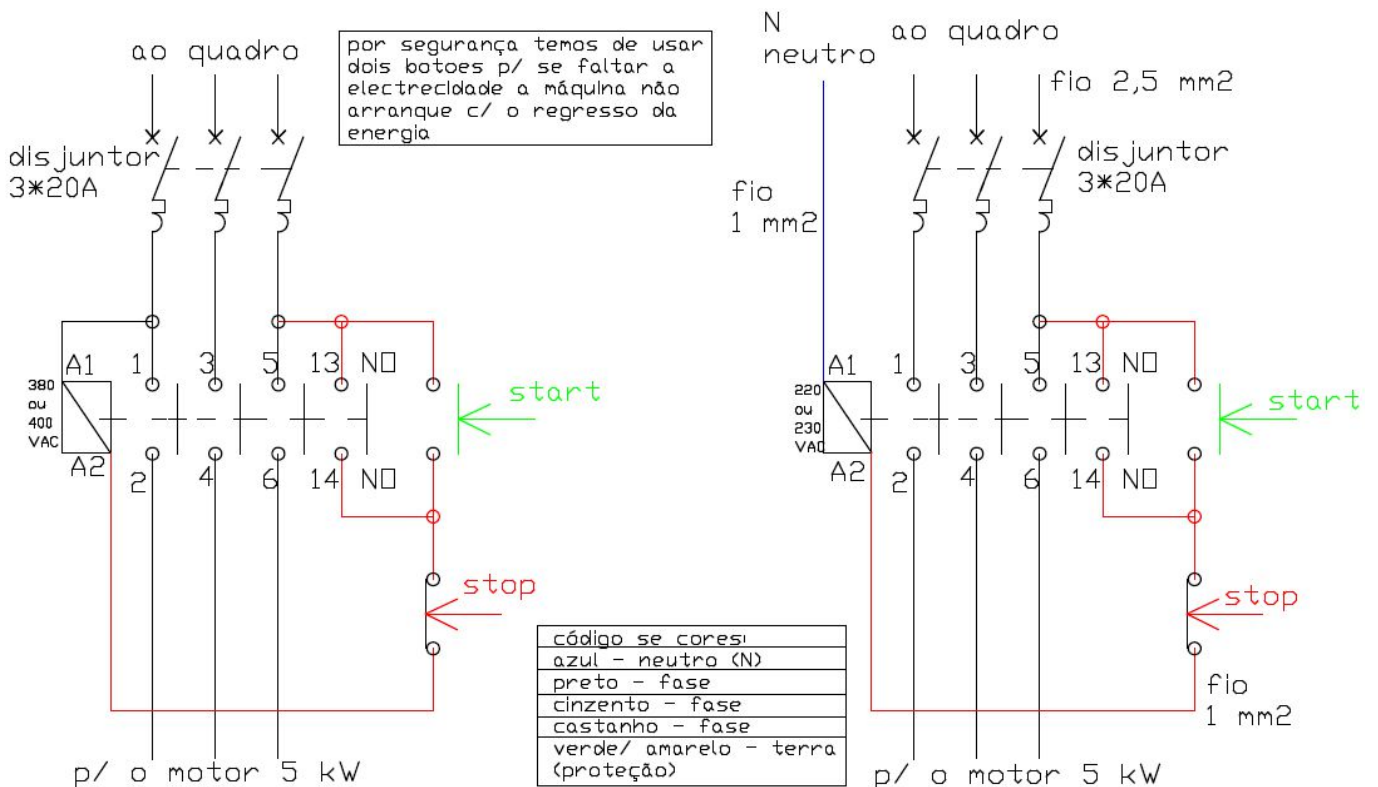 ao quadro
por segurança temos de usar
dois botoes p/ se faltar a
electrecidade a máquina não
arranque c/ o regresso da
energia
disjuntor
3*20A
A1
1
3
5
13
NO
380
ou
400
VAC
start
A2
2
4
6
14
NO
stop
p/ o motor 5 kW
N
neutro
ao quadro
fio 2,5 mm2
disjuntor
3*20A
fio
1 mm2
A1
1
3
5
13
NO
220
ou
230
VAC
start
A2
2
4
6
14
NO
stop
fio
1 mm2
p/ o motor 5 kW
código se cores:
azul - neutro (N)
preto - fase
cinzento - fase
castanho - fase
verde/ amarelo - terra
(proteção)